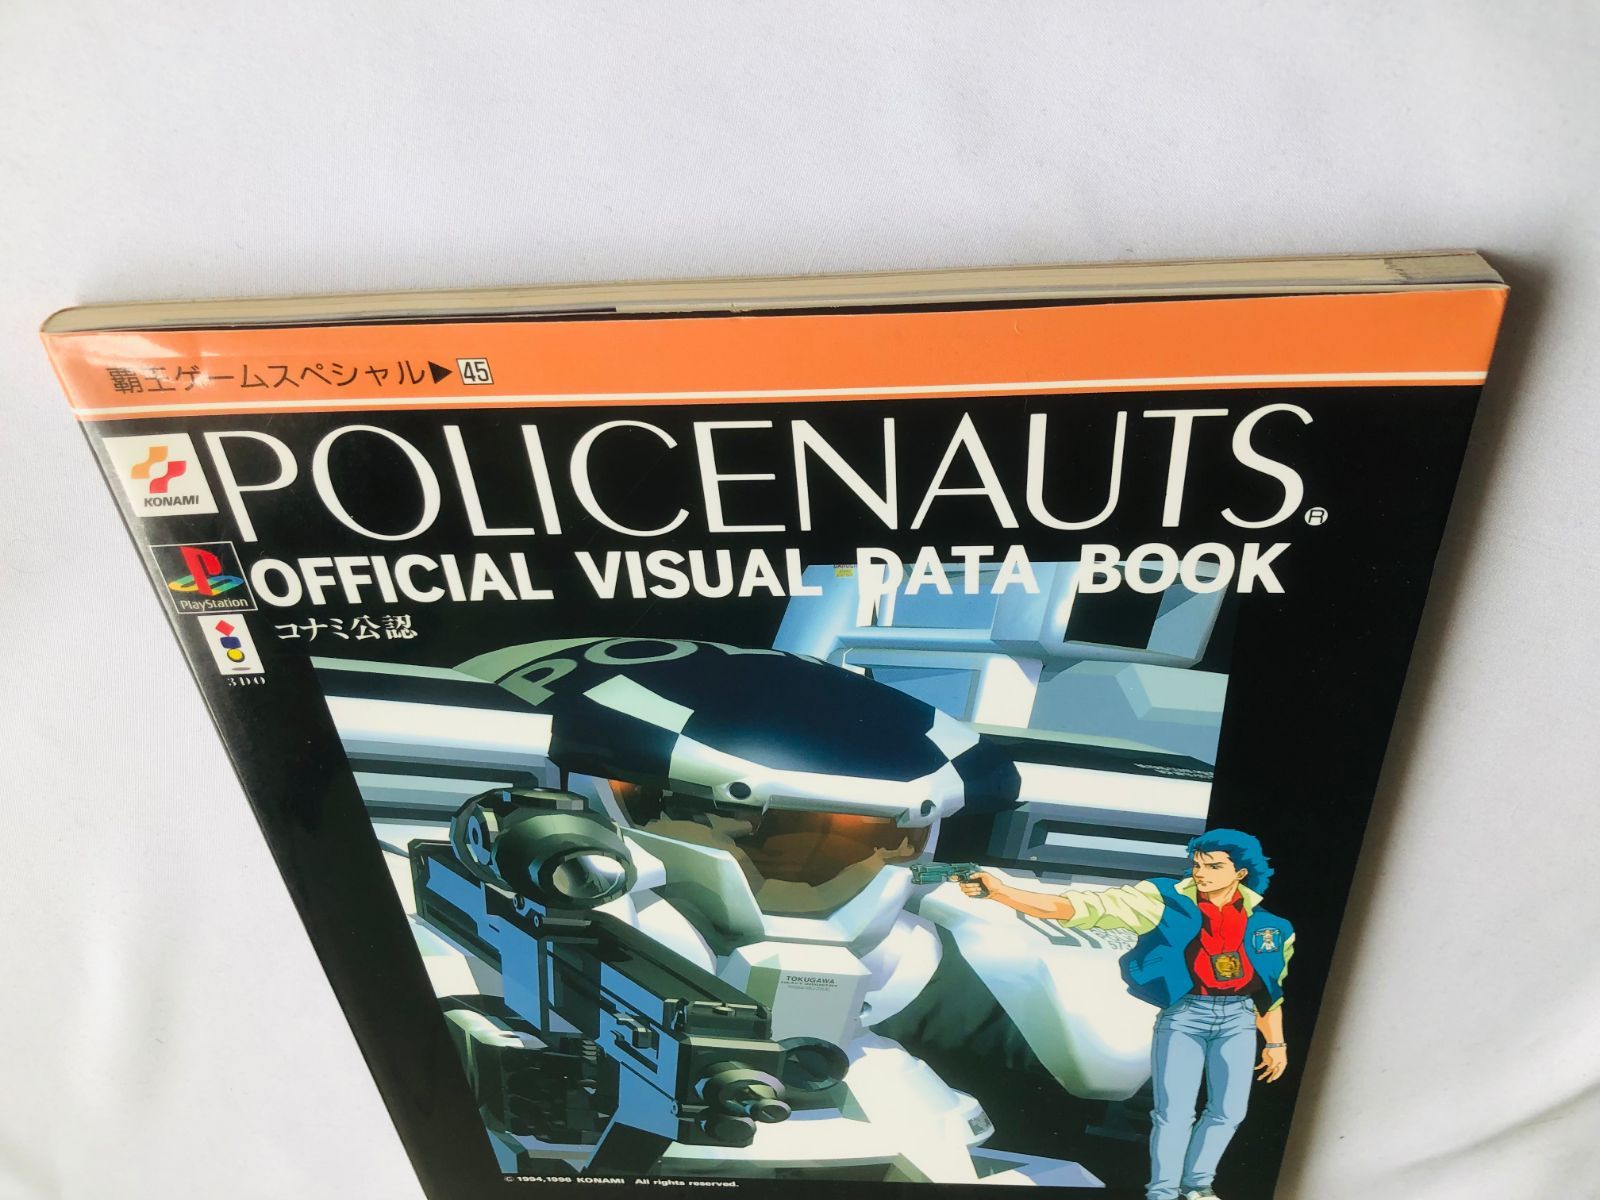 覇王ゲームスペシャル▶45
KONAMI
POLICENAUTS®
PlayStation
OFFICIAL VISUAL DATA BOOK
コナミ公認
3DO
TOKUGAWA
573
© 1994,1996 KONAMI All rights reserved.